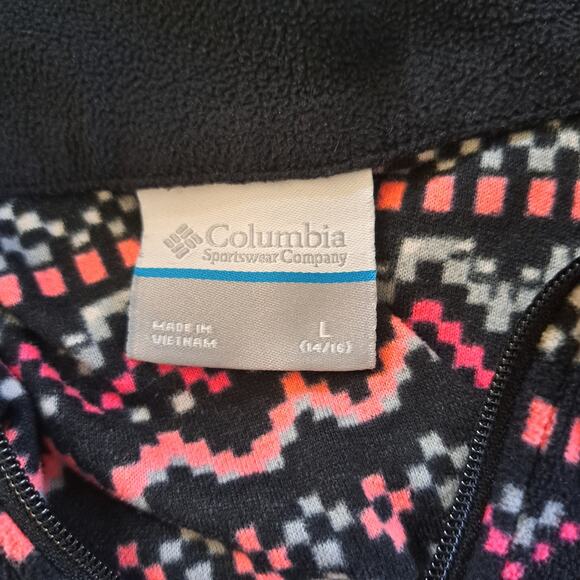 Columbia
Sportswear Company
MADE IN
VIETNAM
L
(14/16)